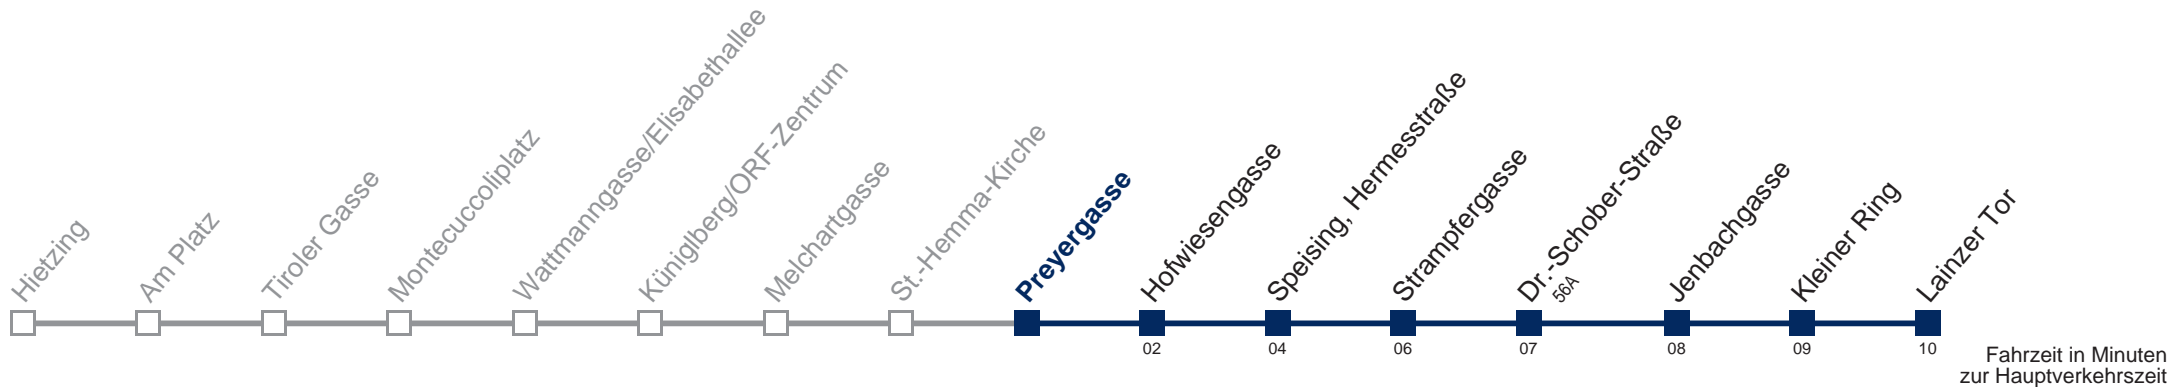 Hietzing
Am Platz
Tiroler Gasse
Montecuccoliplatz
Wattmanngasse/Elisabethallee
Küniglberg/ORF-Zentrum
Melchartgasse
St.-Hemma-Kirche
Preyergasse
Hofwiesengasse
Speising, Hermesstraße
Strampfergasse
Dr.-Schober-Straße
56A
Jenbachgasse
Kleiner Ring
Lainzer Tor
02
04
06
07
08
09
10
Fahrzeit in Minuten
zur Hauptverkehrszeit